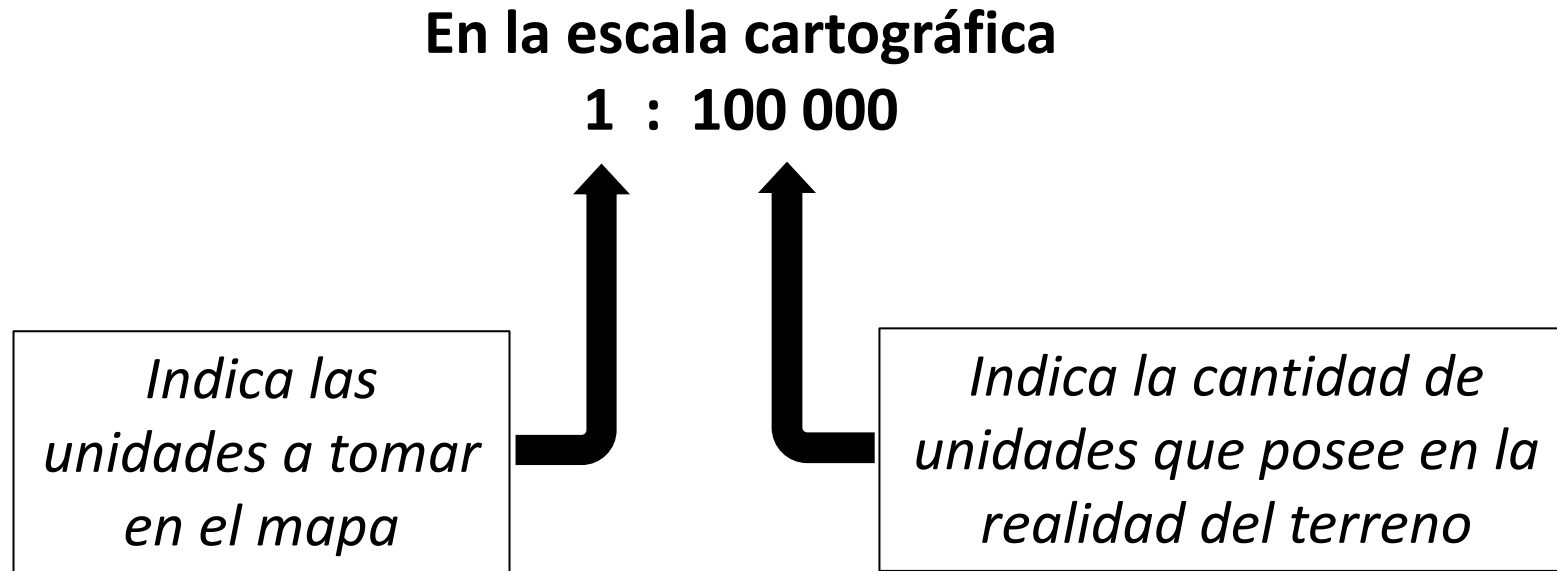 En la escala cartográfica
1 : 100 000
Indica las
unidades a tomar
en el mapa
Indica la cantidad de
unidades que posee en la
realidad del terreno